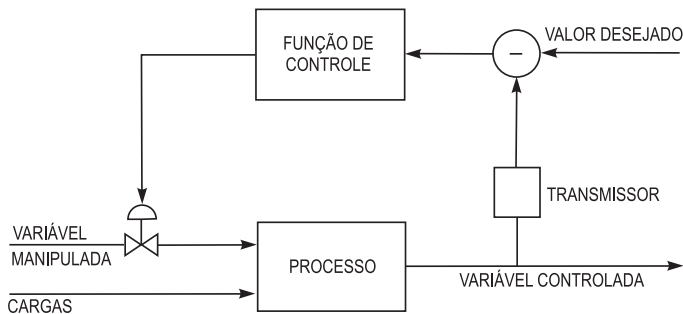 FUNÇÃO DE
CONTROLE
–
VALOR DESEJADO
TRANSMISSOR
VARIÁVEL
MANIPULADA
PROCESSO
VARIÁVEL CONTROLADA
CARGAS